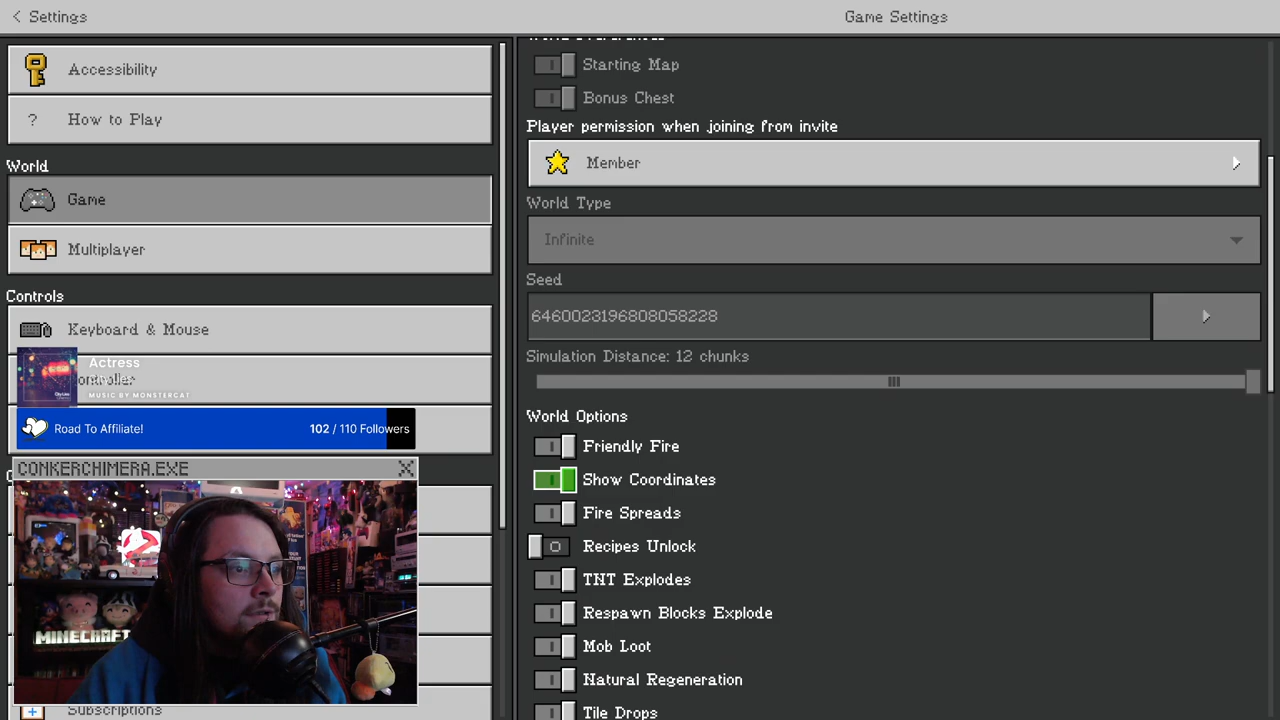 Settings
Game Settings
Accessibility
? How to Play
World
Game
Multiplayer
Controls
Keyboard & Mouse
Actress
MUSIC BY MONSTERCAT
Road To Affiliate!
102 / 110 Followers
CONKERCHIMERA.EXE
MINECRAFT
Subscriptions
Starting Map
Bonus Chest
Player permission when joining from invite
Member
World Type
Infinite
Seed
6460023196808058228
Simulation Distance: 12 chunks
World Options
Friendly Fire
Show Coordinates
Fire Spreads
Recipes Unlock
TNT Explodes
Respawn Blocks Explode
Mob Loot
Natural Regeneration
Tile Drops